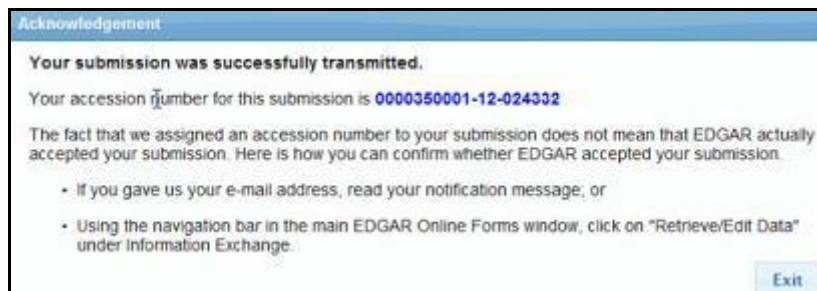 Acknowledgement
Your submission was successfully transmitted.
Your accession number for this submission is 0000350001-12-024332
The fact that we assigned an accession number to your submission does not mean that EDGAR actually
accepted your submission. Here is how you can confirm whether EDGAR accepted your submission.
• If you gave us your e-mail address, read your notification message; or
• Using the navigation bar in the main EDGAR Online Forms window, click on "Retrieve/Edit Data"
under Information Exchange.
Exit